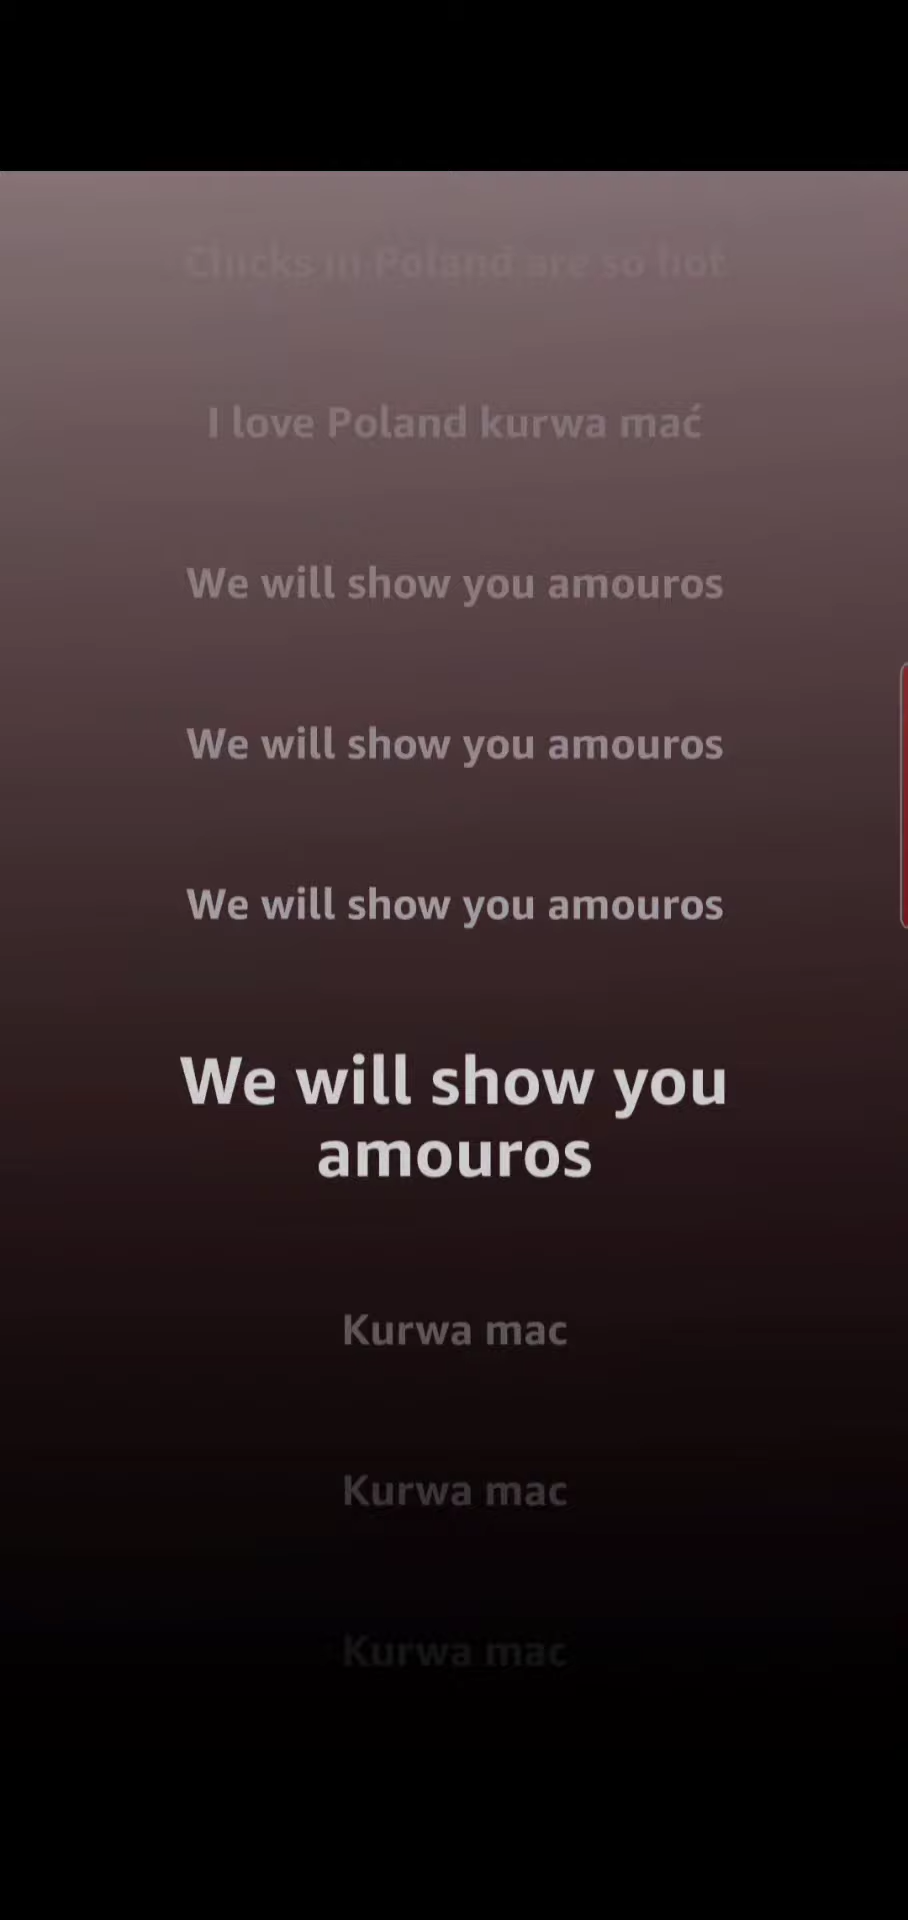 Chicks in Poland are so hot
I love Poland kurwa mać
We will show you amouros
We will show you amouros
We will show you amouros
We will show you
amouros
Kurwa mac
Kurwa mac
Kurwa mac